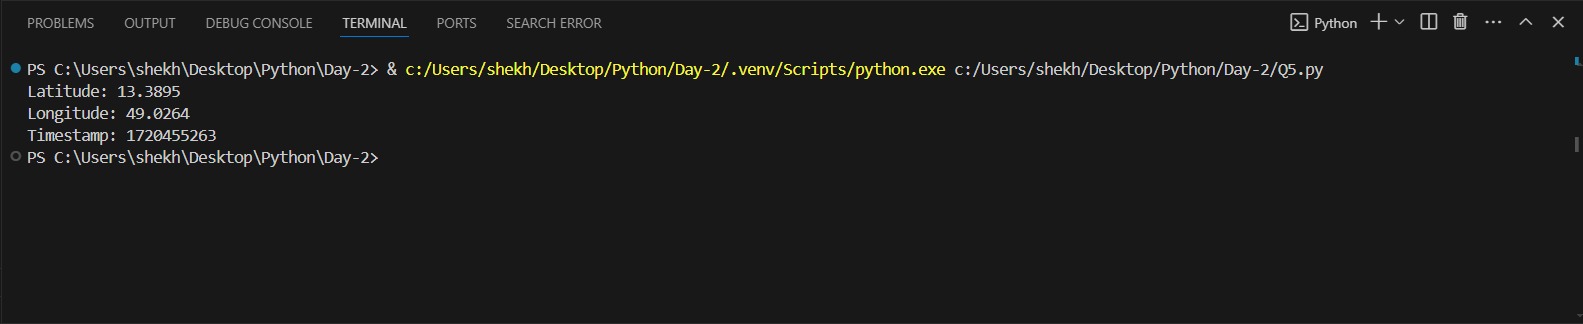 PROBLEMS OUTPUT DEBUG CONSOLE TERMINAL PORTS SEARCH ERROR Python
PS C:\Users\shekh\Desktop\Python\Day-2> & c:/Users/shekh/Desktop/Python/Day-2/.venv/Scripts/python.exe c:/Users/shekh/Desktop/Python/Day-2/Q5.py
Latitude: 13.3895
Longitude: 49.0264
Timestamp: 1720455263
PS C:\Users\shekh\Desktop\Python\Day-2>